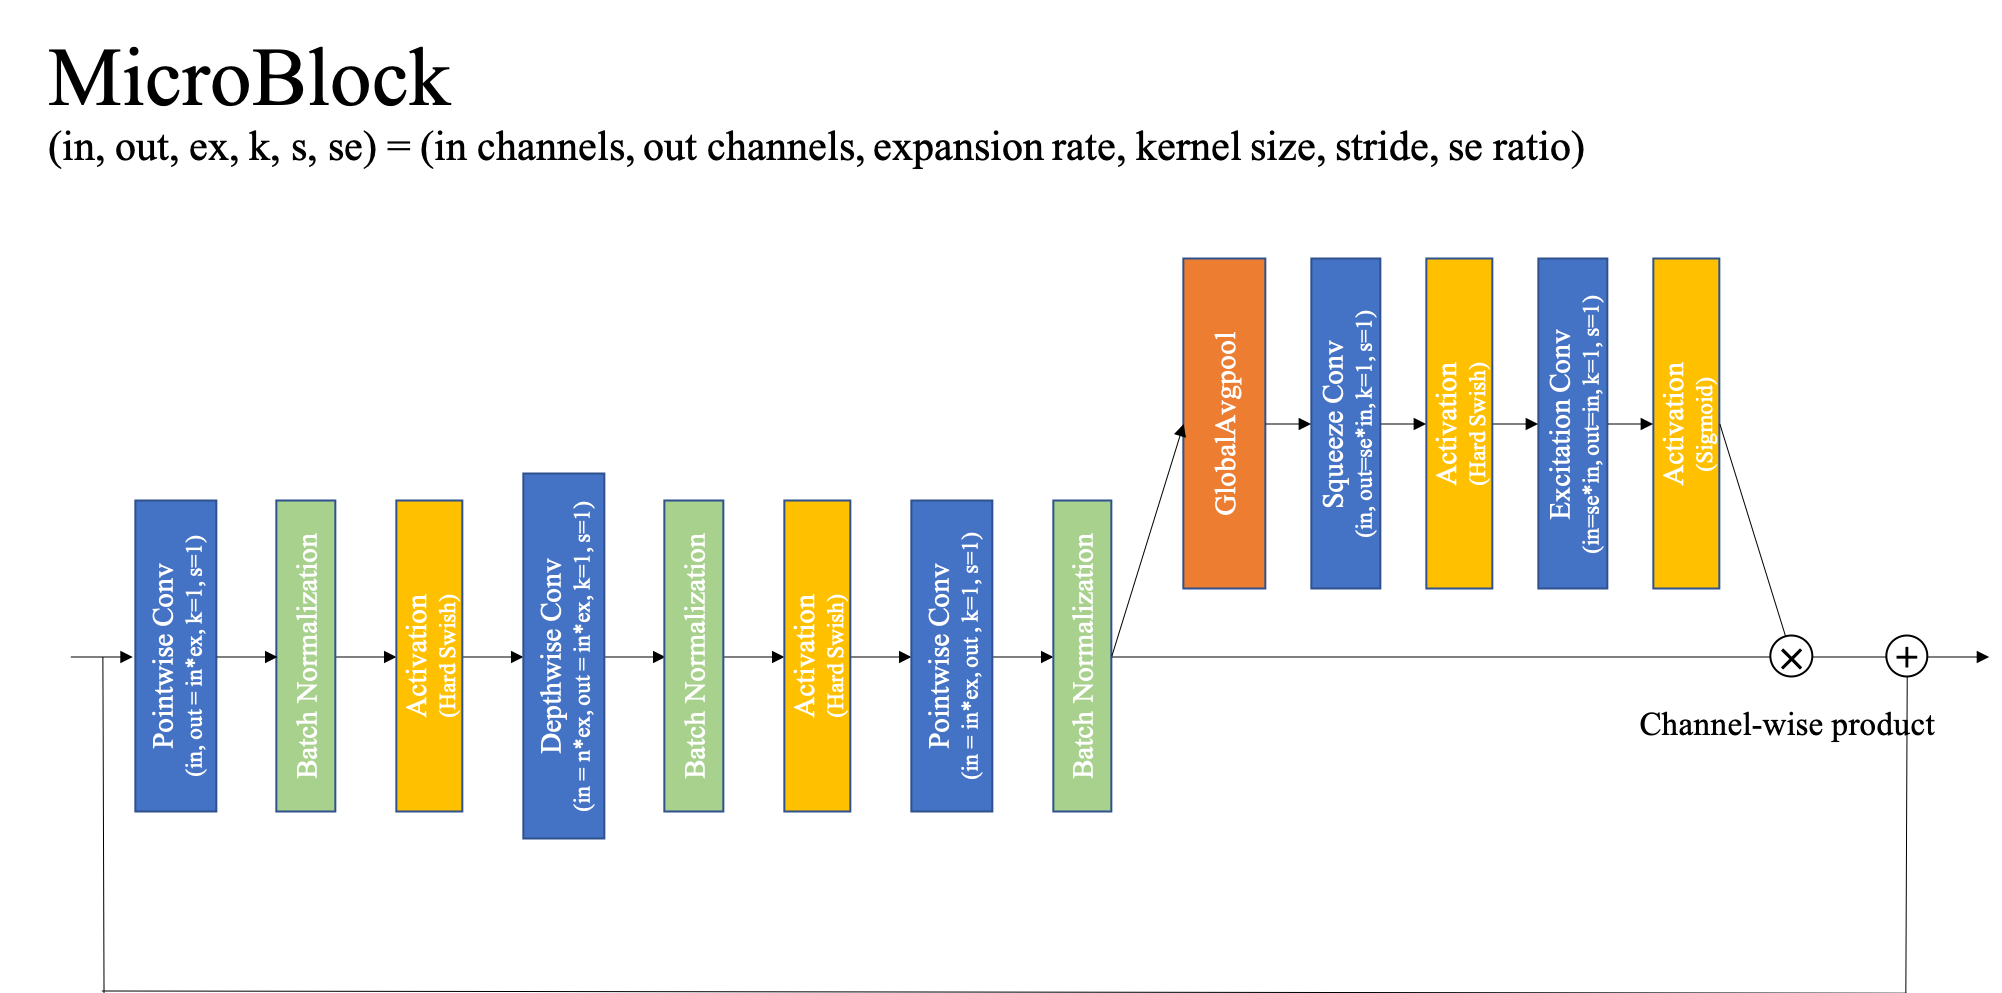 MicroBlock
(in, out, ex, k, s, se) = (in channels, out channels, expansion rate, kernel size, stride, se ratio)
Pointwise Conv
(in, out = in*ex, k=1, s=1)
Batch Normalization
Activation
(Hard Swish)
Depthwise Conv
(in = n*ex, out = in*ex, k=1, s=1)
Batch Normalization
Activation
(Hard Swish)
Pointwise Conv
(in = in*ex, out , k=1, s=1)
Batch Normalization
GlobalAvgpool
Squeeze Conv
(in, out=se*in, k=1, s=1)
Activation
(Hard Swish)
Excitation Conv
(in=se*in, out=in, k=1, s=1)
Activation
(Sigmoid)
Channel-wise product